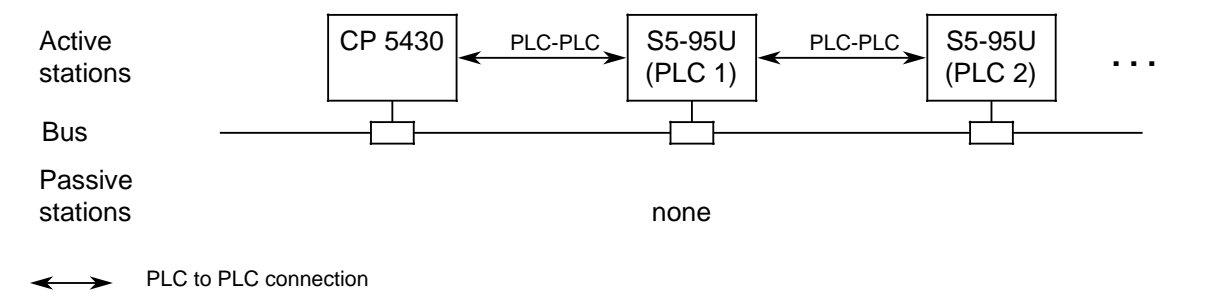 Active
stations
CP 5430
PLC-PLC
S5-95U
(PLC 1)
PLC-PLC
S5-95U
(PLC 2)
...
Bus
Passive
stations
none
PLC to PLC connection